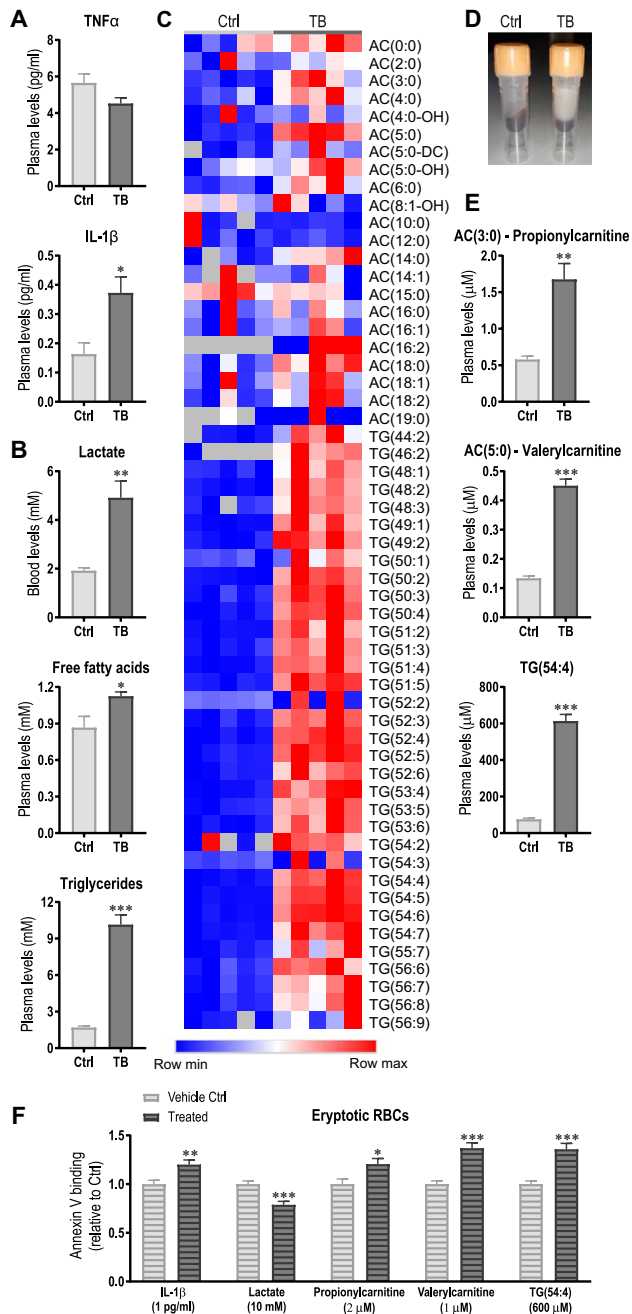 A
TNFα
Plasma levels (pg/ml)
8
6
4
2
0
Ctrl TB
IL-1β
Plasma levels (pg/ml)
0.5
0.4
0.3
0.2
0.1
0.0
*
Ctrl TB
B
Lactate
Blood levels (mM)
6
4
2
0
**
Ctrl TB
Free fatty acids
Plasma levels (mM)
1.2
0.9
0.6
0.3
0.0
*
Ctrl TB
Triglycerides
Plasma levels (mM)
12
9
6
3
0
***
Ctrl TB
C
Ctrl TB
AC(0:0)
AC(2:0)
AC(3:0)
AC(4:0)
AC(4:0-OH)
AC(5:0)
AC(5:0-DC)
AC(5:0-OH)
AC(6:0)
AC(8:1-OH)
AC(10:0)
AC(12:0)
AC(14:0)
AC(14:1)
AC(15:0)
AC(16:0)
AC(16:1)
AC(16:2)
AC(18:0)
AC(18:1)
AC(18:2)
AC(19:0)
TG(44:2)
TG(46:2)
TG(48:1)
TG(48:2)
TG(48:3)
TG(49:1)
TG(49:2)
TG(50:1)
TG(50:2)
TG(50:3)
TG(50:4)
TG(51:2)
TG(51:3)
TG(51:4)
TG(51:5)
TG(52:2)
TG(52:3)
TG(52:4)
TG(52:5)
TG(52:6)
TG(53:4)
TG(53:5)
TG(53:6)
TG(54:2)
TG(54:3)
TG(54:4)
TG(54:5)
TG(54:6)
TG(54:7)
TG(55:7)
TG(56:6)
TG(56:7)
TG(56:8)
TG(56:9)
Row min Row max
D
Ctrl TB
E
AC(3:0) - Propionylcarnitine
Plasma levels (μM)
2.0
1.5
1.0
0.5
0.0
**
Ctrl TB
AC(5:0) - Valerylcarnitine
Plasma levels (μM)
0.6
0.4
0.2
0.0
***
Ctrl TB
TG(54:4)
Plasma levels (μM)
800
600
400
200
0
***
Ctrl TB
F
Vehicle Ctrl
Treated
Eryptotic RBCs
Annexin V binding
(relative to Ctrl)
1.5
1.0
0.5
0.0
** *** * *** ***
IL-1β Lactate Propionylcarnitine Valerylcarnitine TG(54:4)
(1 pg/ml) (10 mM) (2 μM) (1 μM) (600 μM)